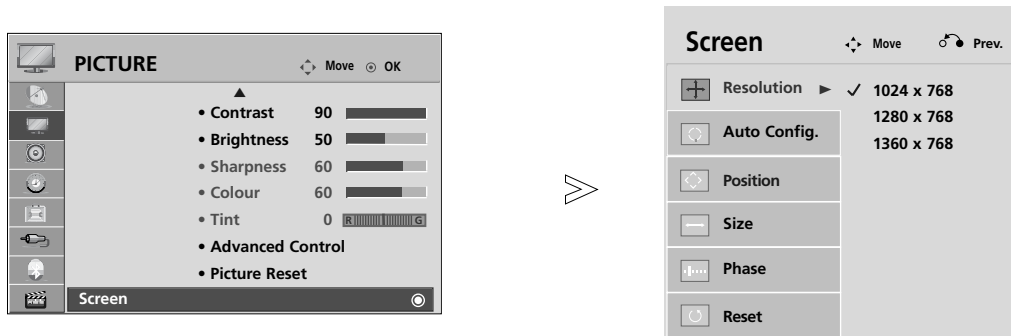 PICTURE
Move
OK
• Contrast 90
• Brightness 50
• Sharpness 60
• Colour 60
• Tint 0 R G
• Advanced Control
• Picture Reset
Screen
Screen
Move
Prev.
Resolution
Auto Config.
Position
Size
Phase
Reset
1024 x 768
1280 x 768
1360 x 768